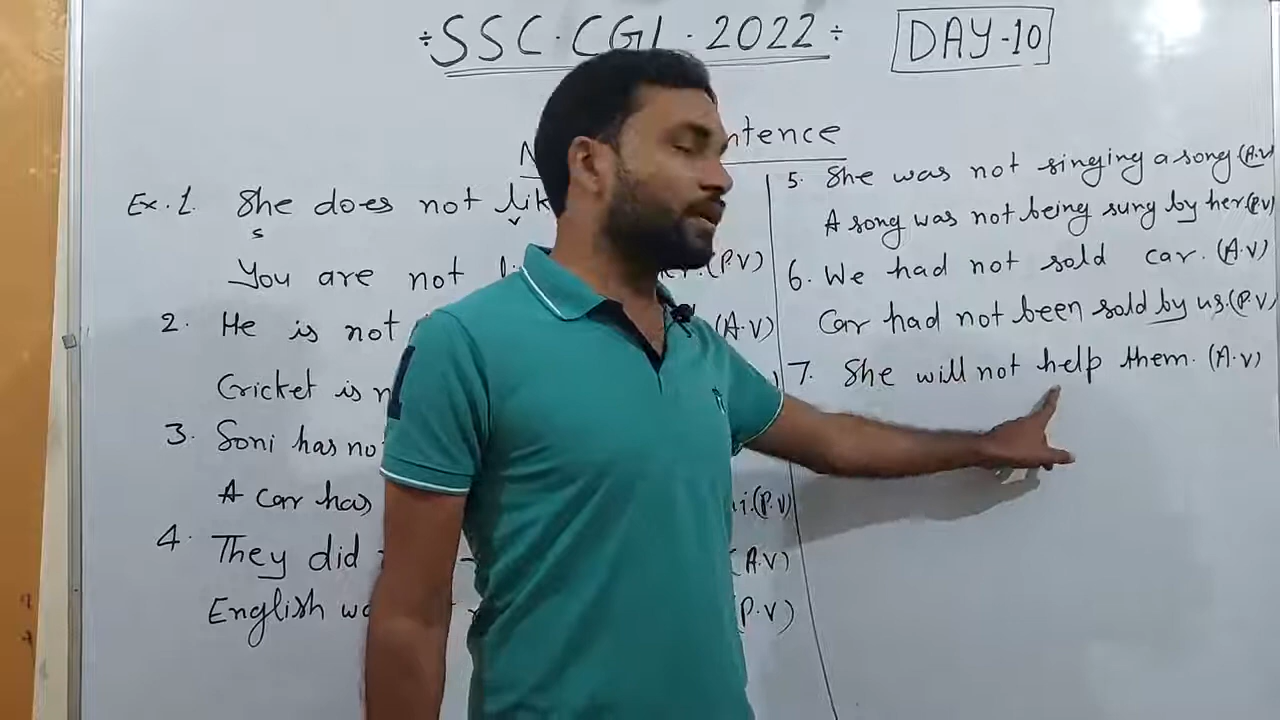 ÷ SSC.CGL.2022 ÷
DAY-10
ntence
Ex.1. She does not lik
s
You are not (P.V)
2. He is not (A.V)
Cricket is n
3. Soni has no
A car has i.(P.V)
4. They did (A.V)
English wa (P.V)
5. She was not singing a song (A.V)
A song was not being sung by her.(P.V)
6. We had not sold car. (A.V)
Car had not been sold by us.(P.V)
7. She will not help them. (A.V)